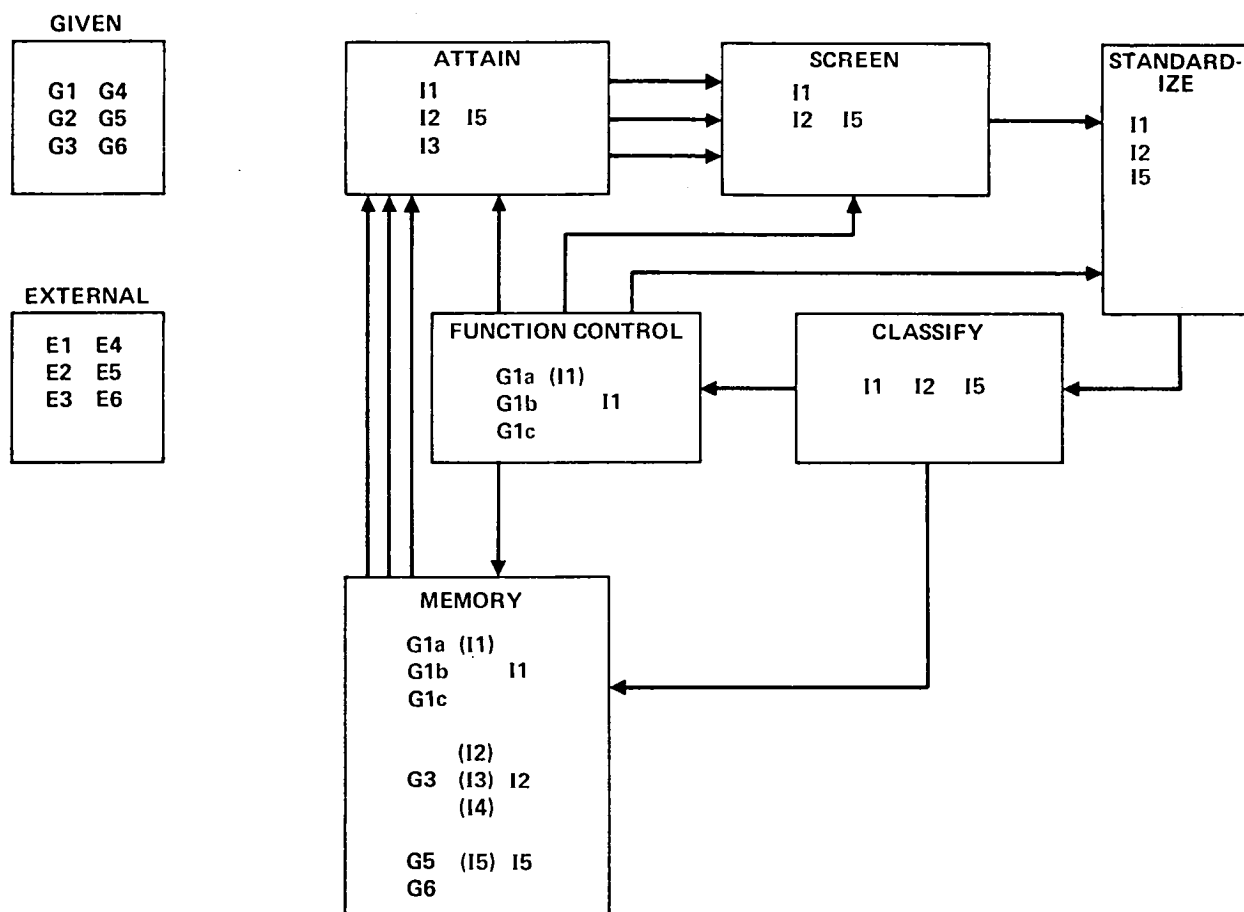 GIVEN
G1 G4
G2 G5
G3 G6
EXTERNAL
E1 E4
E2 E5
E3 E6
ATTAIN
I1
I2 I5
I3
SCREEN
I1
I2 I5
STANDARD-
IZE
I1
I2
I5
FUNCTION CONTROL
G1a (I1)
G1b I1
G1c
CLASSIFY
I1 I2 I5
MEMORY
G1a (I1)
G1b I1
G1c
(I2)
G3 (I3) I2
(I4)
G5 (I5) I5
G6